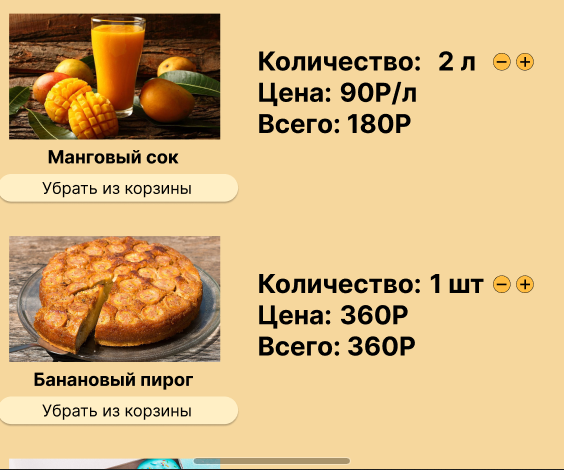 Количество: 2 л
Цена: 90Р/л
Всего: 180Р
Манговый сок
Убрать из корзины
Количество: 1 шт
Цена: 360Р
Всего: 360Р
Банановый пирог
Убрать из корзины